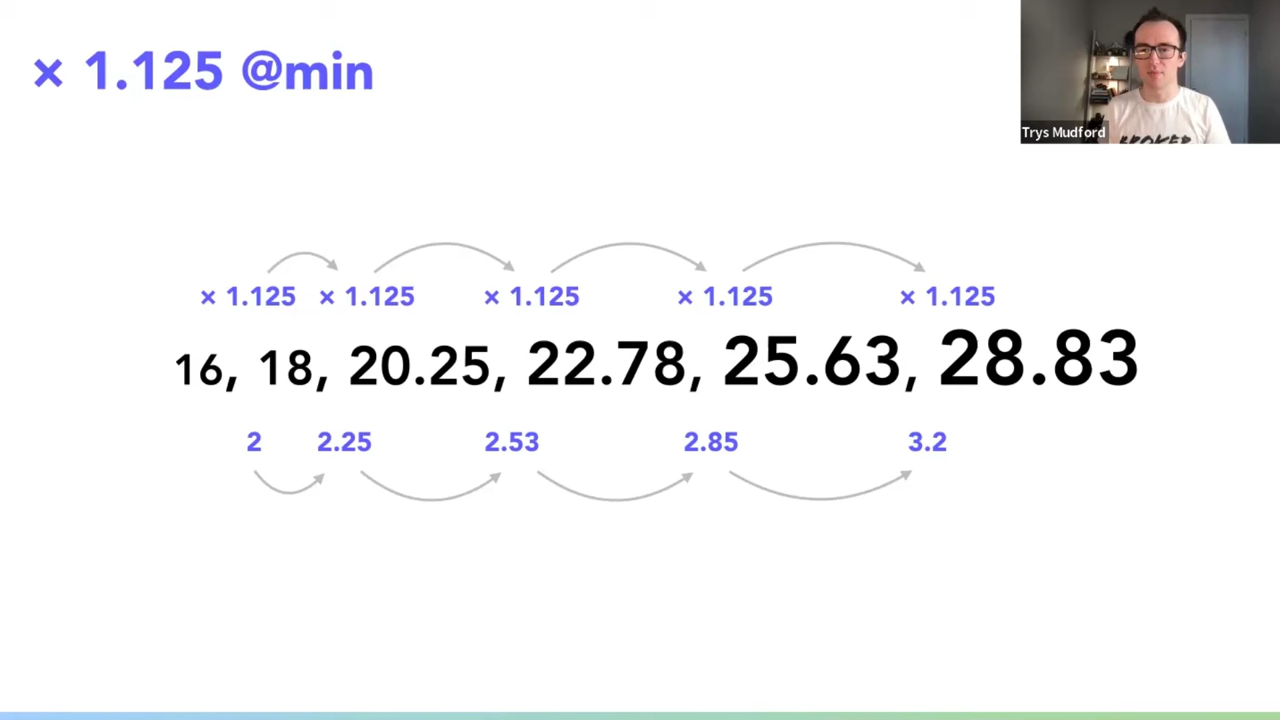 × 1.125 @min
Trys Mudford
× 1.125 × 1.125 × 1.125 × 1.125 × 1.125
16, 18, 20.25, 22.78, 25.63, 28.83
2 2.25 2.53 2.85 3.2